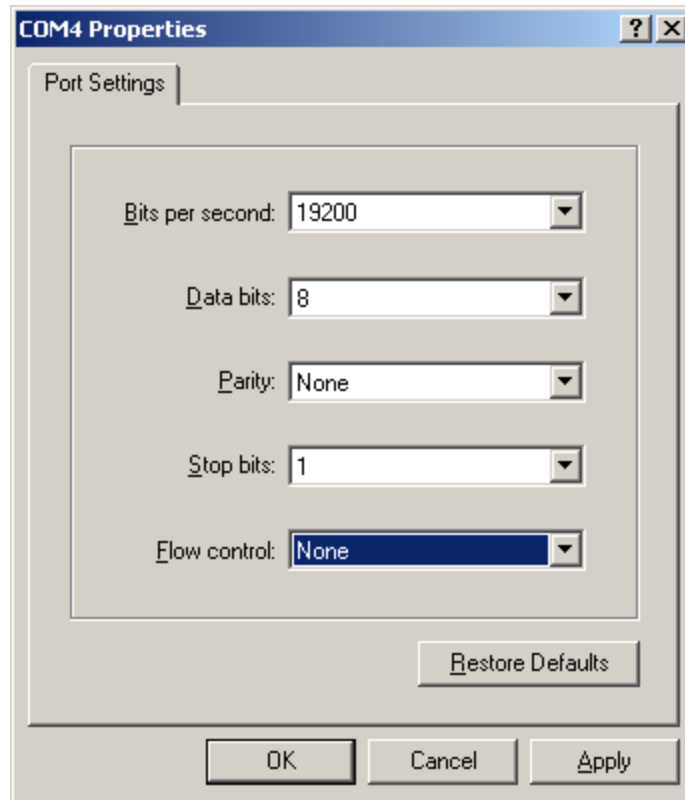 COM4 Properties
Port Settings
Bits per second: 19200
Data bits: 8
Parity: None
Stop bits: 1
Flow control: None
Restore Defaults
OK Cancel Apply